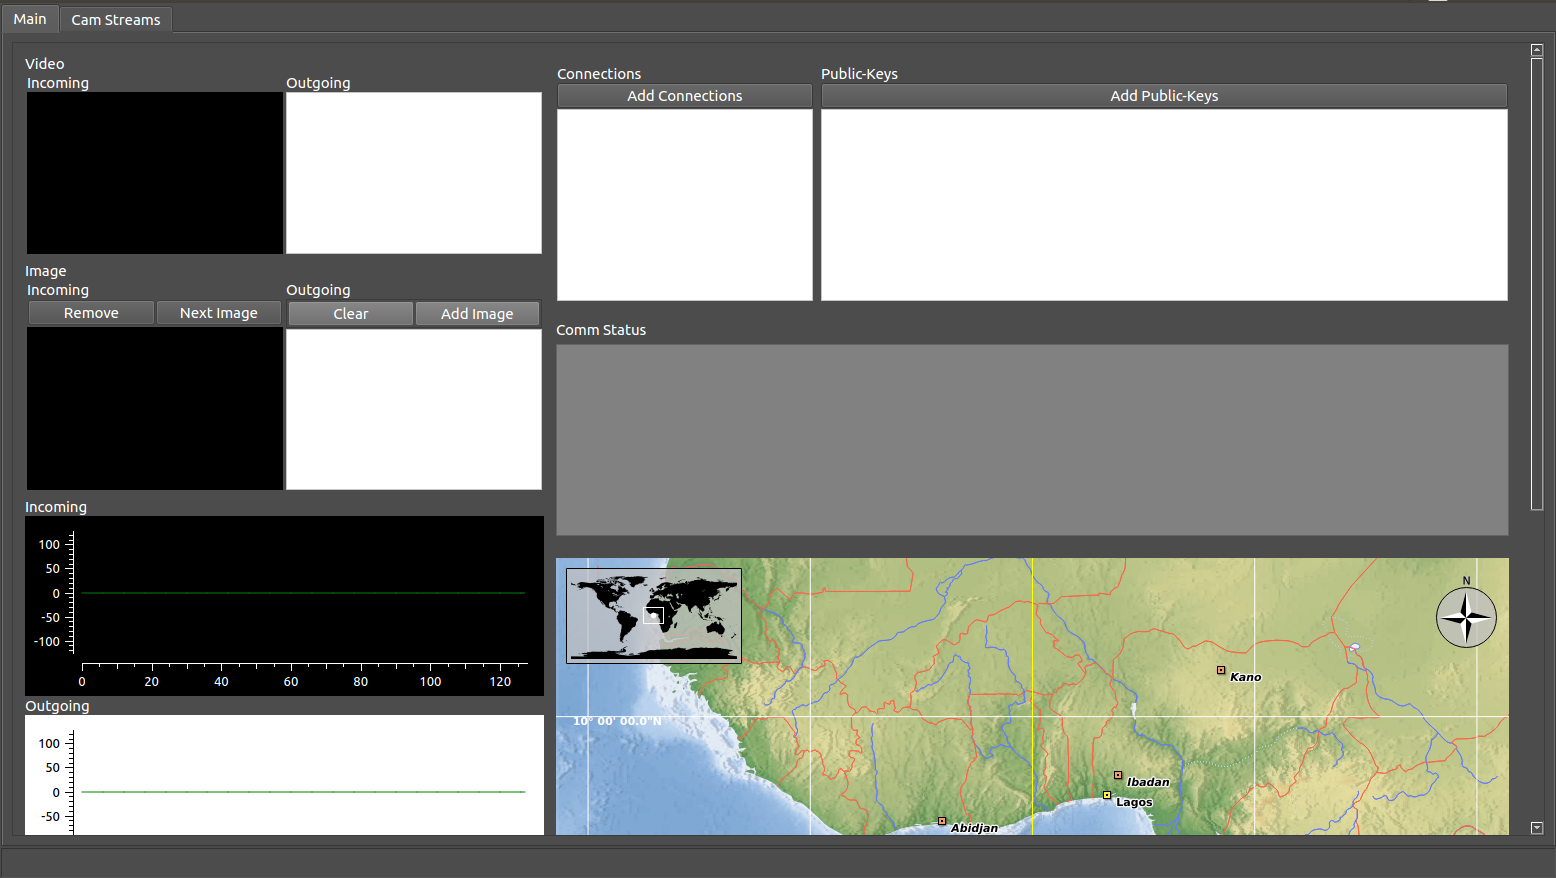 Main
Cam Streams
Video
Incoming
Outgoing
Image
Incoming
Outgoing
Remove
Next Image
Clear
Add Image
Incoming
100
50
0
-50
-100
0 20 40 60 80 100 120
Outgoing
100
50
0
-50
Connections
Add Connections
Public-Keys
Add Public-Keys
Comm Status
N
Kano
10° 00' 00.0"N
Ibadan
Lagos
Abidjan